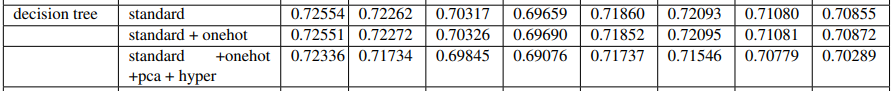 decision tree standard 0.72554 0.72262 0.70317 0.69659 0.71860 0.72093 0.71080 0.70855
standard + onehot 0.72551 0.72272 0.70326 0.69690 0.71852 0.72095 0.71081 0.70872
standard +onehot 0.72336 0.71734 0.69845 0.69076 0.71737 0.71546 0.70779 0.70289
+pca + hyper